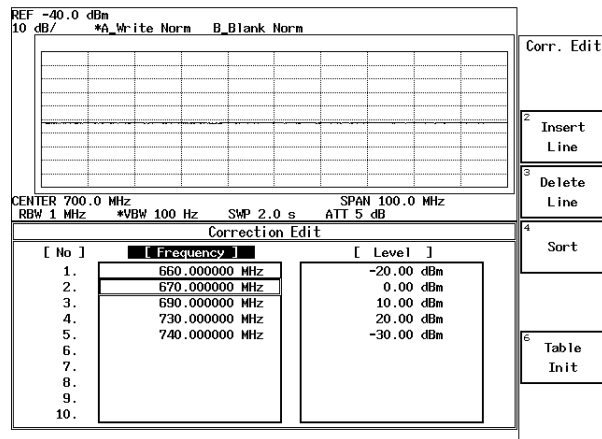 REF -40.0 dBm
10 dB/ *A_Write Norm B_Blank Norm
Corr. Edit
2
Insert
Line
3
Delete
Line
CENTER 700.0 MHz SPAN 100.0 MHz
RBW 1 MHz *VBW 100 Hz SWP 2.0 s ATT 5 dB
Correction Edit
4
Sort
[ No ] [ Frequency ] [ Level ]
1. 660.000000 MHz -20.00 dBm
2. 670.000000 MHz 0.00 dBm
3. 690.000000 MHz 10.00 dBm
4. 730.000000 MHz 20.00 dBm
5. 740.000000 MHz -30.00 dBm
6.
7.
8.
9.
10.
6
Table
Init